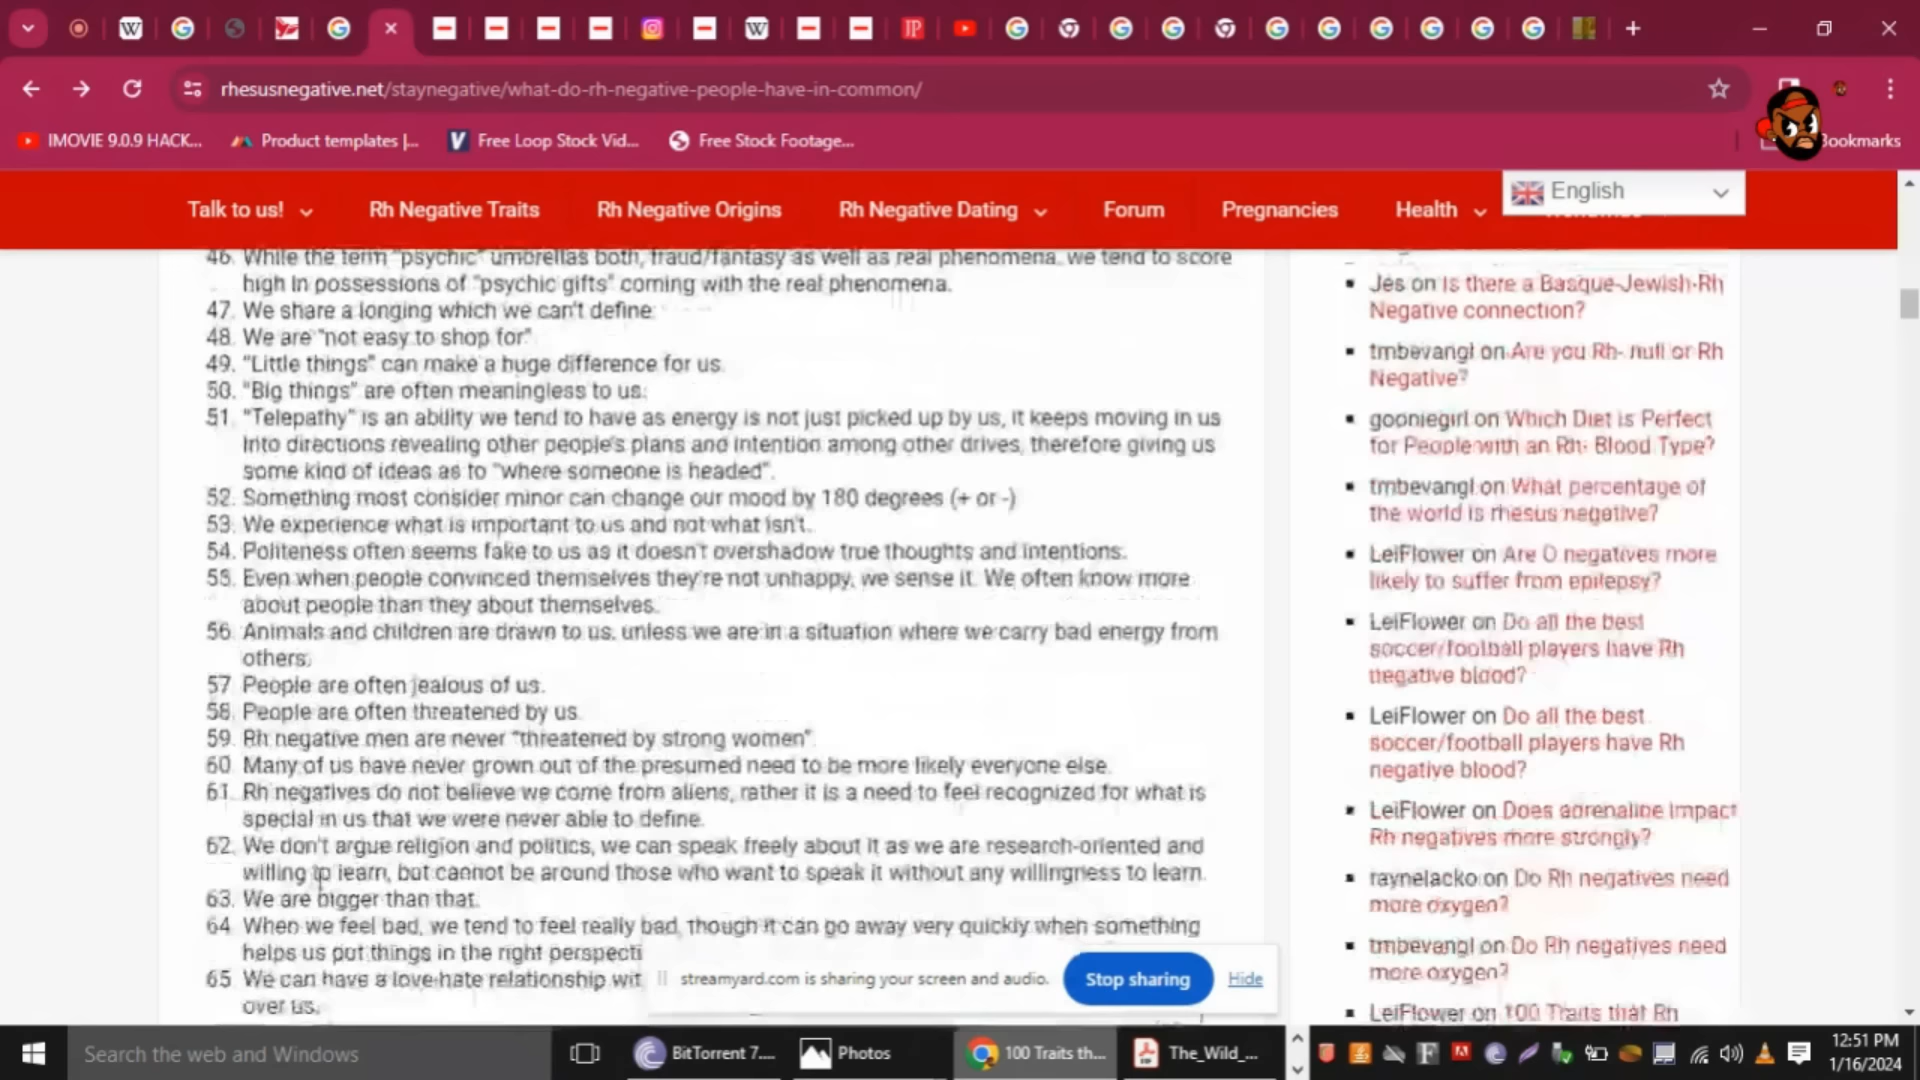 rhesusnegative.net/staynegative/what-do-rh-negative-people-have-in-common/
IMOVIE 9.0.9 HACK...
Product templates |...
Free Loop Stock Vid...
Free Stock Footage...
Bookmarks
Talk to us!
Rh Negative Traits
Rh Negative Origins
Rh Negative Dating
Forum
Pregnancies
Health
English
46. While the term "psychic" umbrellas both, fraud/fantasy as well as real phenomena, we tend to score
high in possessions of "psychic gifts" coming with the real phenomena.
47. We share a longing which we can't define.
48. We are "not easy to shop for".
49. "Little things" can make a huge difference for us.
50. "Big things" are often meaningless to us.
51. "Telepathy" is an ability we tend to have as energy is not just picked up by us, it keeps moving in us
into directions revealing other people's plans and intention among other drives, therefore giving us
some kind of ideas as to "where someone is headed".
52. Something most consider minor can change our mood by 180 degrees (+ or -)
53. We experience what is important to us and not what isn't.
54. Politeness often seems fake to us as it doesn't overshadow true thoughts and intentions.
55. Even when people convinced themselves they're not unhappy, we sense it. We often know more
about people than they about themselves.
56. Animals and children are drawn to us, unless we are in a situation where we carry bad energy from
others.
57. People are often jealous of us.
58. People are often threatened by us.
59. Rh negative men are never "threatened by strong women".
60. Many of us have never grown out of the presumed need to be more likely everyone else.
61. Rh negatives do not believe we come from aliens, rather it is a need to feel recognized for what is
special in us that we were never able to define.
62. We don't argue religion and politics, we can speak freely about it as we are research-oriented and
willing to learn, but cannot be around those who want to speak it without any willingness to learn.
63. We are bigger than that.
64. When we feel bad, we tend to feel really bad, though it can go away very quickly when something
helps us put things in the right perspecti
65. We can have a love-hate relationship wit
over us.
Jes on Is there a Basque-Jewish-Rh
Negative connection?
tmbevangl on Are you Rh- null or Rh
Negative?
gooniegirl on Which Diet is Perfect
for People with an Rh- Blood Type?
tmbevangl on What percentage of
the world is rhesus negative?
LeiFlower on Are O negatives more
likely to suffer from epilepsy?
LeiFlower on Do all the best
soccer/football players have Rh
negative blood?
LeiFlower on Do all the best
soccer/football players have Rh
negative blood?
LeiFlower on Does adrenaline impact
Rh negatives more strongly?
raynelacko on Do Rh negatives need
more oxygen?
tmbevangl on Do Rh negatives need
more oxygen?
LeiFlower on 100 Traits that Rh
streamyard.com is sharing your screen and audio.
Stop sharing
Hide
Search the web and Windows
BitTorrent 7....
Photos
100 Traits th...
The_Wild_...
12:51 PM
1/16/2024